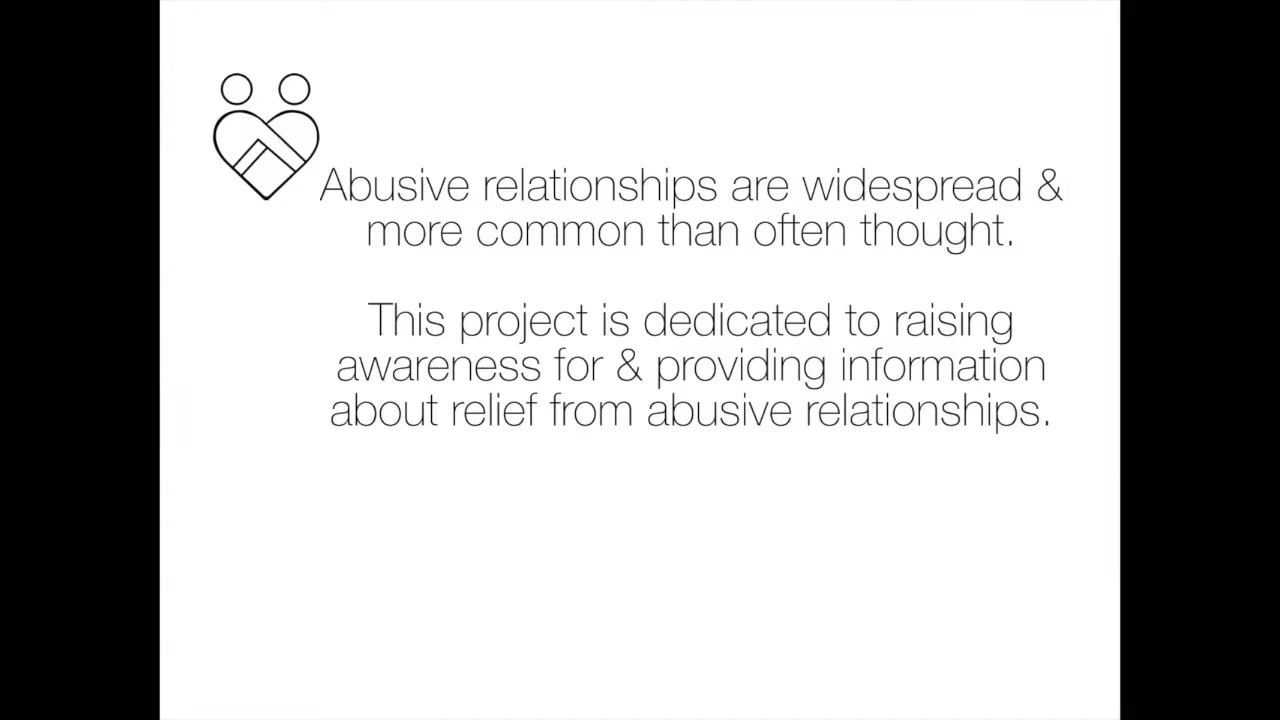 Abusive relationships are widespread &
more common than often thought.
This project is dedicated to raising
awareness for & providing information
about relief from abusive relationships.